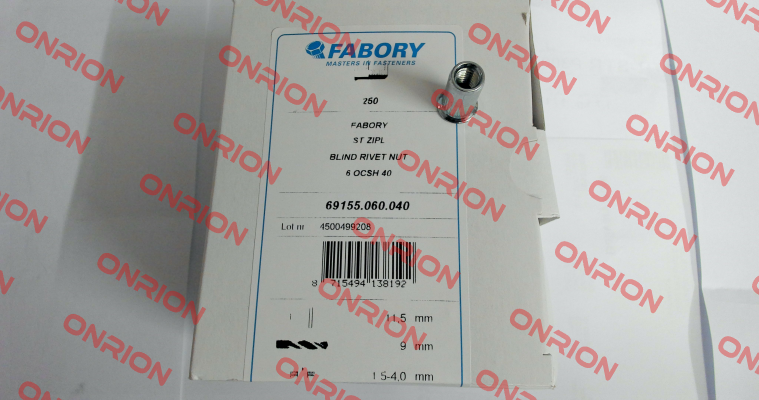 FABORY
MASTERS IN FASTENERS
250
FABORY
ST ZIPL
BLIND RIVET NUT
6 OCSH 40
69155.060.040
Lot nr 4500499208
8 715494 138192
11,5 mm
9 mm
1.5-4,0 mm
ONRION